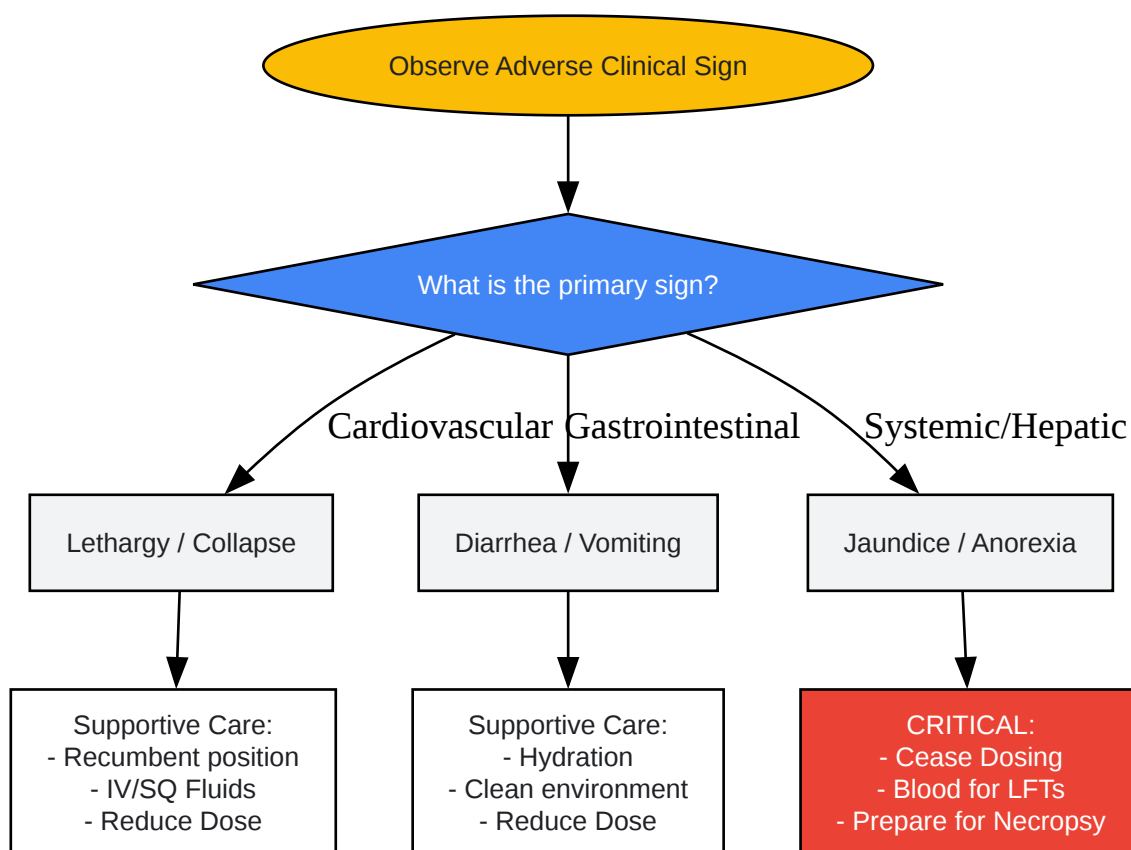 Observe Adverse Clinical Sign
What is the primary sign?
Cardiovascular
Gastrointestinal
Systemic/Hepatic
Lethargy / Collapse
Diarrhea / Vomiting
Jaundice / Anorexia
Supportive Care:
- Recumbent position
- IV/SQ Fluids
- Reduce Dose
Supportive Care:
- Hydration
- Clean environment
- Reduce Dose
CRITICAL:
- Cease Dosing
- Blood for LFTs
- Prepare for Necropsy